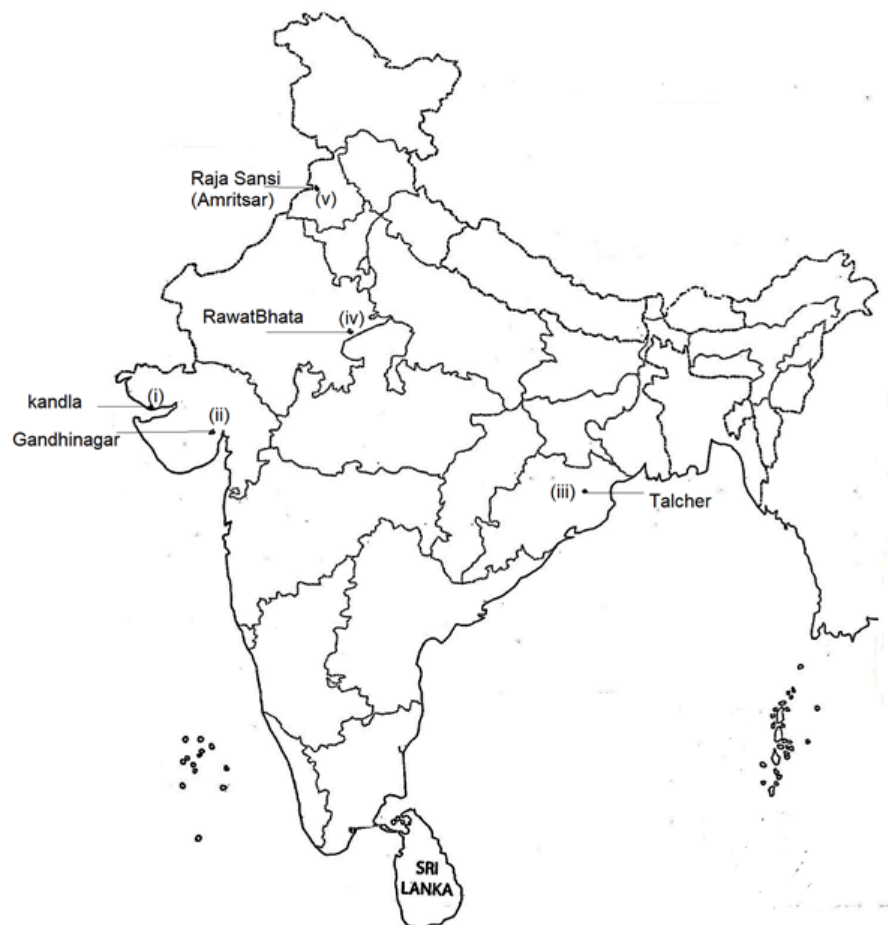 Raja Sansi
(Amritsar)
(v)
RawatBhata
(iv)
kandla
(i)
(ii)
Gandhinagar
(iii)
Talcher
SRI
LANKA